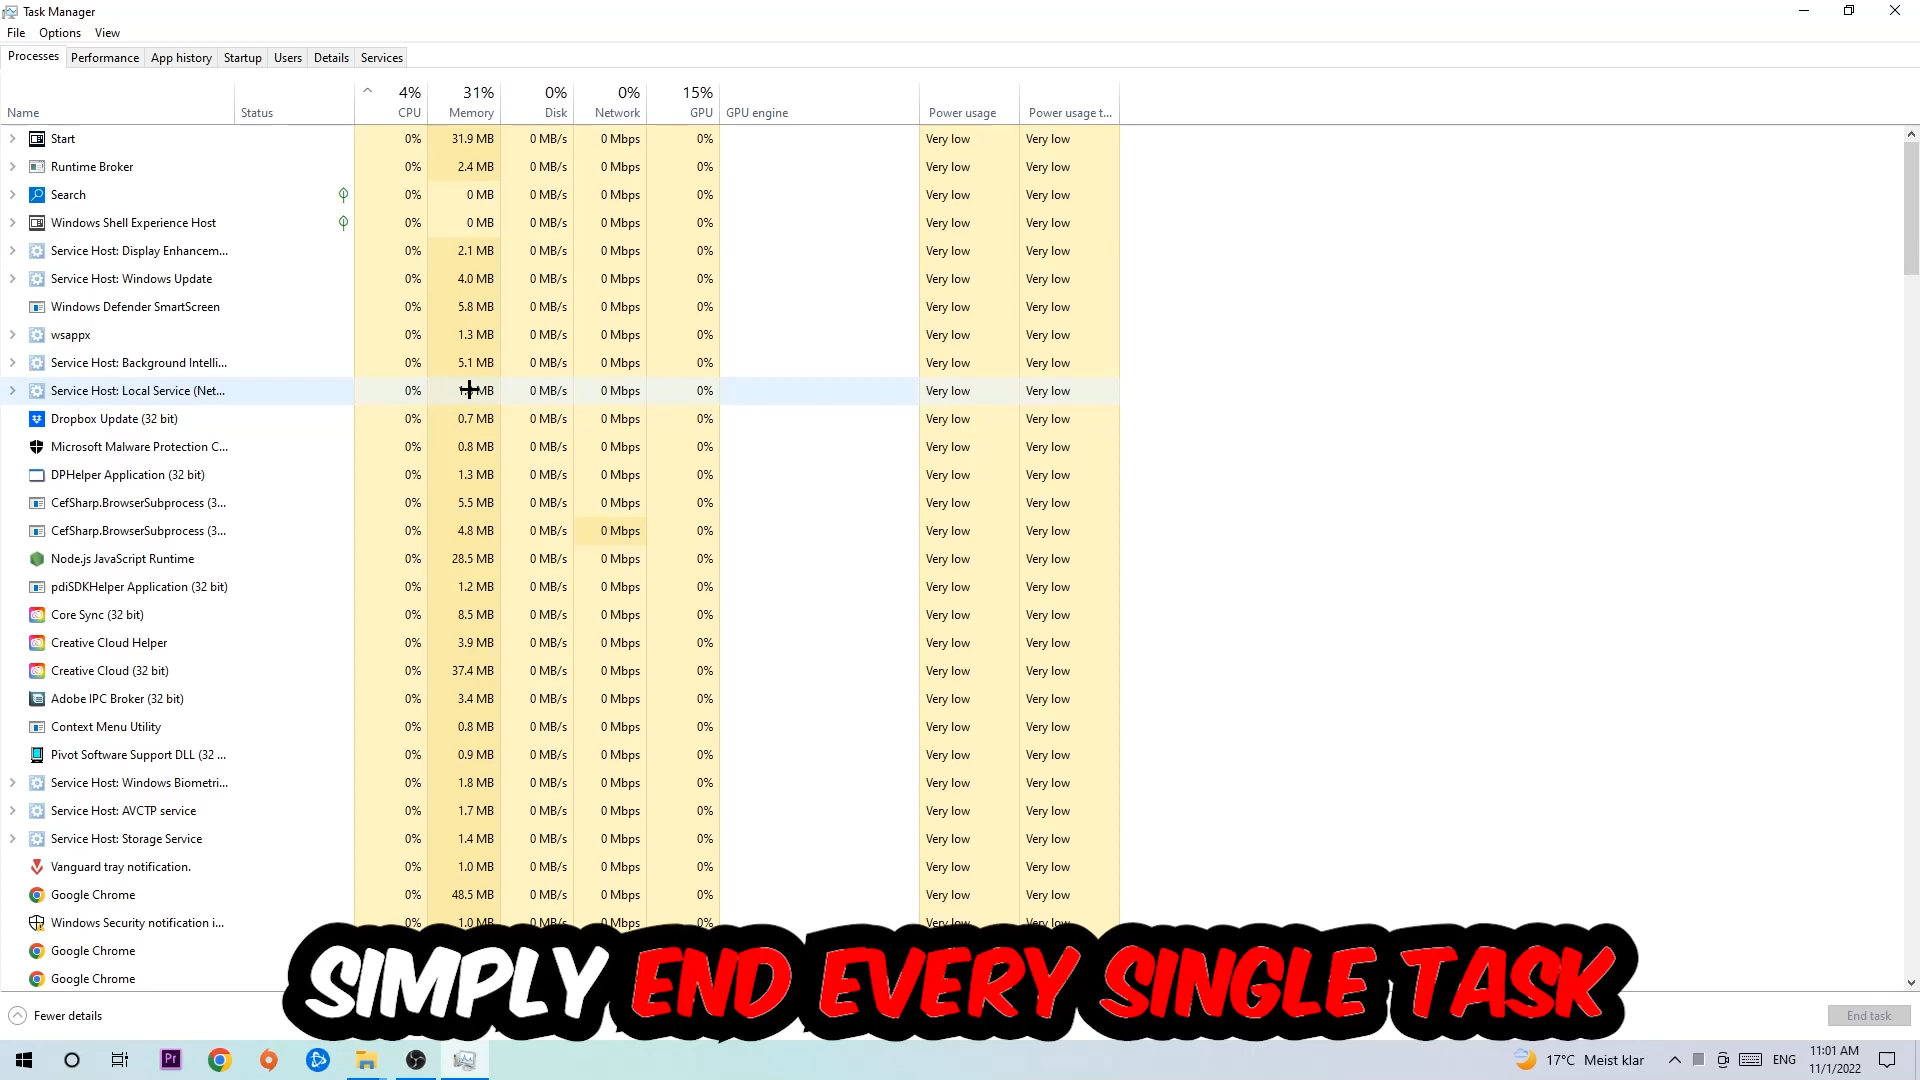 Task Manager
File Options View
Processes Performance App history Startup Users Details Services
4% 31% 0% 0% 15%
Name Status CPU Memory Disk Network GPU GPU engine Power usage Power usage t...
Start 0% 31.9 MB 0 MB/s 0 Mbps 0% Very low Very low
Runtime Broker 0% 2.4 MB 0 MB/s 0 Mbps 0% Very low Very low
Search 0% 0 MB 0 MB/s 0 Mbps 0% Very low Very low
Windows Shell Experience Host 0% 0 MB 0 MB/s 0 Mbps 0% Very low Very low
Service Host: Display Enhancem... 0% 2.1 MB 0 MB/s 0 Mbps 0% Very low Very low
Service Host: Windows Update 0% 4.0 MB 0 MB/s 0 Mbps 0% Very low Very low
Windows Defender SmartScreen 0% 5.8 MB 0 MB/s 0 Mbps 0% Very low Very low
wsappx 0% 1.3 MB 0 MB/s 0 Mbps 0% Very low Very low
Service Host: Background Intelli... 0% 5.1 MB 0 MB/s 0 Mbps 0% Very low Very low
Service Host: Local Service (Net... 0% MB 0 MB/s 0 Mbps 0% Very low Very low
Dropbox Update (32 bit) 0% 0.7 MB 0 MB/s 0 Mbps 0% Very low Very low
Microsoft Malware Protection C... 0% 0.8 MB 0 MB/s 0 Mbps 0% Very low Very low
DPHelper Application (32 bit) 0% 1.3 MB 0 MB/s 0 Mbps 0% Very low Very low
CefSharp.BrowserSubprocess (3... 0% 5.5 MB 0 MB/s 0 Mbps 0% Very low Very low
CefSharp.BrowserSubprocess (3... 0% 4.8 MB 0 MB/s 0 Mbps 0% Very low Very low
Node.js JavaScript Runtime 0% 28.5 MB 0 MB/s 0 Mbps 0% Very low Very low
pdiSDKHelper Application (32 bit) 0% 1.2 MB 0 MB/s 0 Mbps 0% Very low Very low
Core Sync (32 bit) 0% 8.5 MB 0 MB/s 0 Mbps 0% Very low Very low
Creative Cloud Helper 0% 3.9 MB 0 MB/s 0 Mbps 0% Very low Very low
Creative Cloud (32 bit) 0% 37.4 MB 0 MB/s 0 Mbps 0% Very low Very low
Adobe IPC Broker (32 bit) 0% 3.4 MB 0 MB/s 0 Mbps 0% Very low Very low
Context Menu Utility 0% 0.8 MB 0 MB/s 0 Mbps 0% Very low Very low
Pivot Software Support DLL (32 ... 0% 0.9 MB 0 MB/s 0 Mbps 0% Very low Very low
Service Host: Windows Biometri... 0% 1.8 MB 0 MB/s 0 Mbps 0% Very low Very low
Service Host: AVCTP service 0% 1.7 MB 0 MB/s 0 Mbps 0% Very low Very low
Service Host: Storage Service 0% 1.4 MB 0 MB/s 0 Mbps 0% Very low Very low
Vanguard tray notification. 0% 1.0 MB 0 MB/s 0 Mbps 0% Very low Very low
Google Chrome 0% 48.5 MB 0 MB/s 0 Mbps 0% Very low Very low
Windows Security notification i... 0% 1.0 MB 0 MB/s 0 Mbps 0% Very low Very low
Google Chrome
Google Chrome
SIMPLY END EVERY SINGLE TASK
Fewer details End task
Pr 17°C Meist klar ENG 11:01 AM
11/1/2022